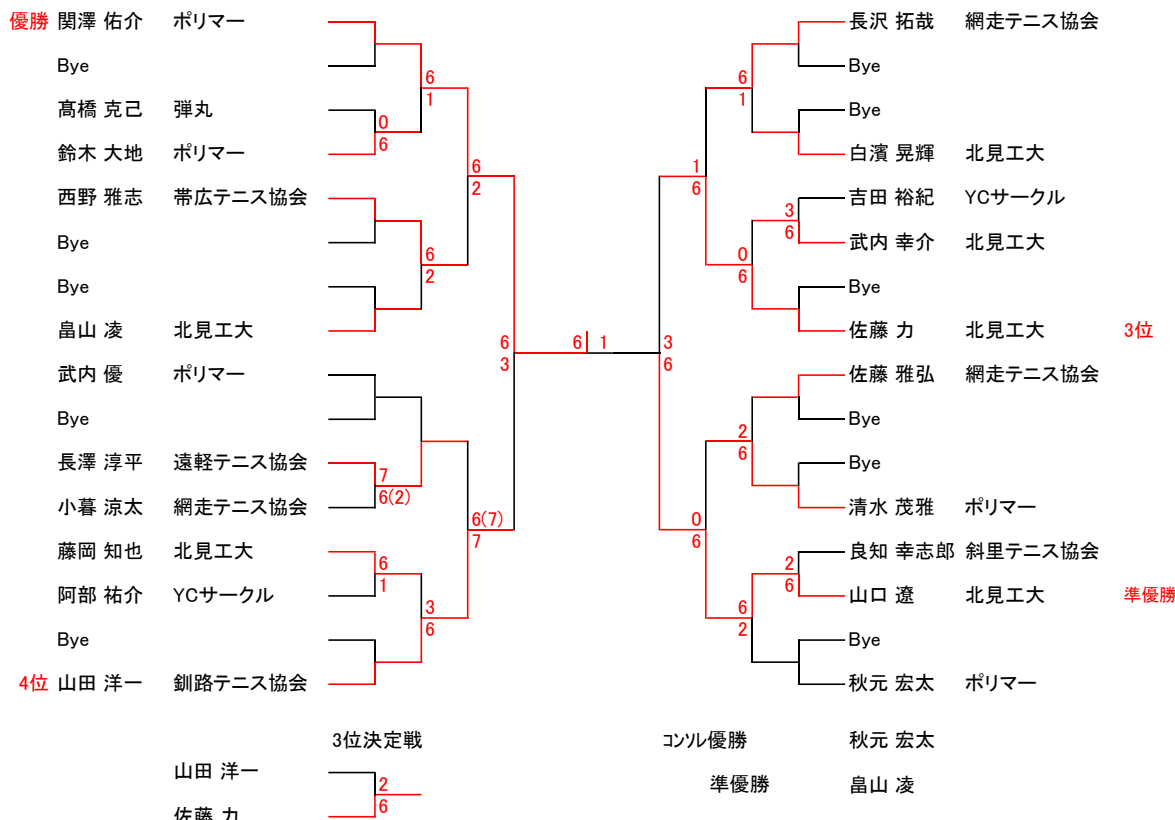 優勝 関澤 佑介 ポリマー
Bye
髙橋 克己 弾丸
鈴木 大地 ポリマー
西野 雅志 帯広テニス協会
Bye
Bye
畠山 凌 北見工大
武内 優 ポリマー
Bye
長澤 淳平 遠軽テニス協会
小暮 涼太 網走テニス協会
藤岡 知也 北見工大
阿部 祐介 YCサークル
Bye
4位 山田 洋一 釧路テニス協会
0
6
7
6(2)
6
1
6
1
6
2
3
6
6
2
6(7)
7
6
3
6 1
3
6
1
6
0
6
6
1
0
6
2
6
6
2
3
6
2
6
長沢 拓哉 網走テニス協会
Bye
Bye
白濱 晃輝 北見工大
吉田 裕紀 YCサークル
武内 幸介 北見工大
Bye
佐藤 力 北見工大 3位
佐藤 雅弘 網走テニス協会
Bye
Bye
清水 茂雅 ポリマー
良知 幸志郎 斜里テニス協会
山口 遼 北見工大 準優勝
Bye
秋元 宏太 ポリマー
3位決定戦
山田 洋一
2
6
佐藤 力
コンソル優勝 秋元 宏太
準優勝 畠山 凌